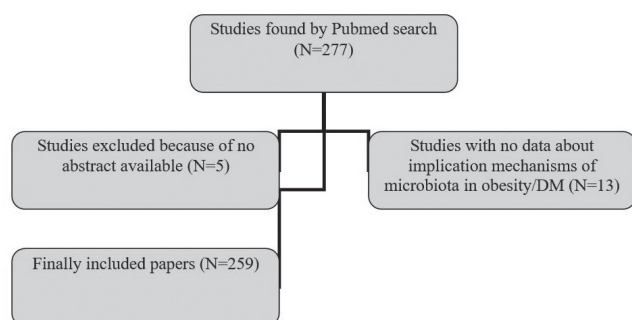 Studies found by Pubmed search
(N=277)
Studies excluded because of no
abstract available (N=5)
Studies with no data about
implication mechanisms of
microbiota in obesity/DM (N=13)
Finally included papers (N=259)